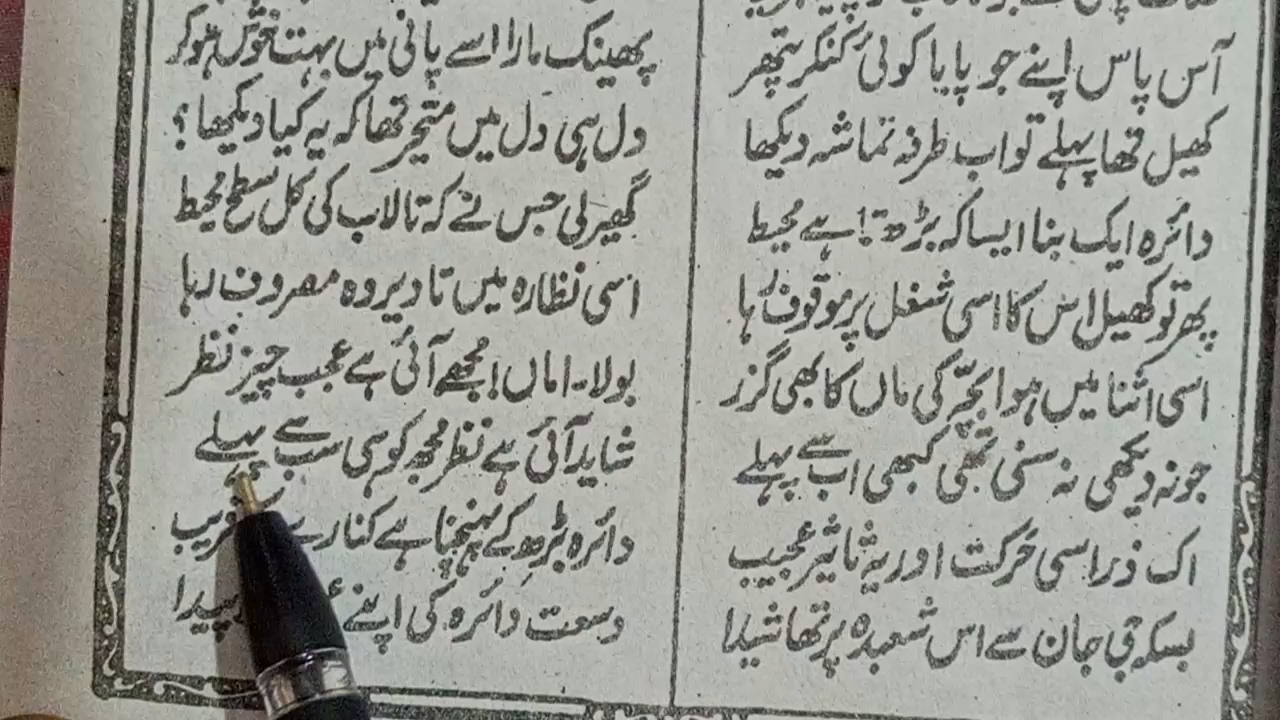 آس پاس اپنے جو پایا کوئی کنکر پتھر
پھینک مارا اسے پانی میں بہت خوش ہو کر
کھیل تھا پہلے تو اب طرفہ تماشہ دیکھا
دل ہی دل میں متحیر تھا کہ یہ کیا دیکھا؟
دائرہ ایک بنا ایسا کہ بڑھتا ہے محیط
گھیر لی جس نے کہ تالاب کی کل سطح محیط
پھر تو کھیل اس کا اسی شغل پر موقوف رہا
اسی نظارہ میں تا دیر وہ مصروف رہا
اسی اثنا میں ہوا بچّہ کی ماں کا بھی گزر
بولا۔ اماں! مجھے آئی ہے عجب چیز نظر
جو نہ دیکھی نہ سنی تھی کبھی اب سے پہلے
شاید آئی ہے نظر مجھ کو ہی سب سے پہلے
اک ذرا سی حرکت اور یہ تاثیر عجیب
دائرہ بڑھ کے پہنچتا ہے کنارے
بسکہ جان سے اس شعبدہ پر تھا شیدا
وسعت دائرہ کی اپنے پیدا